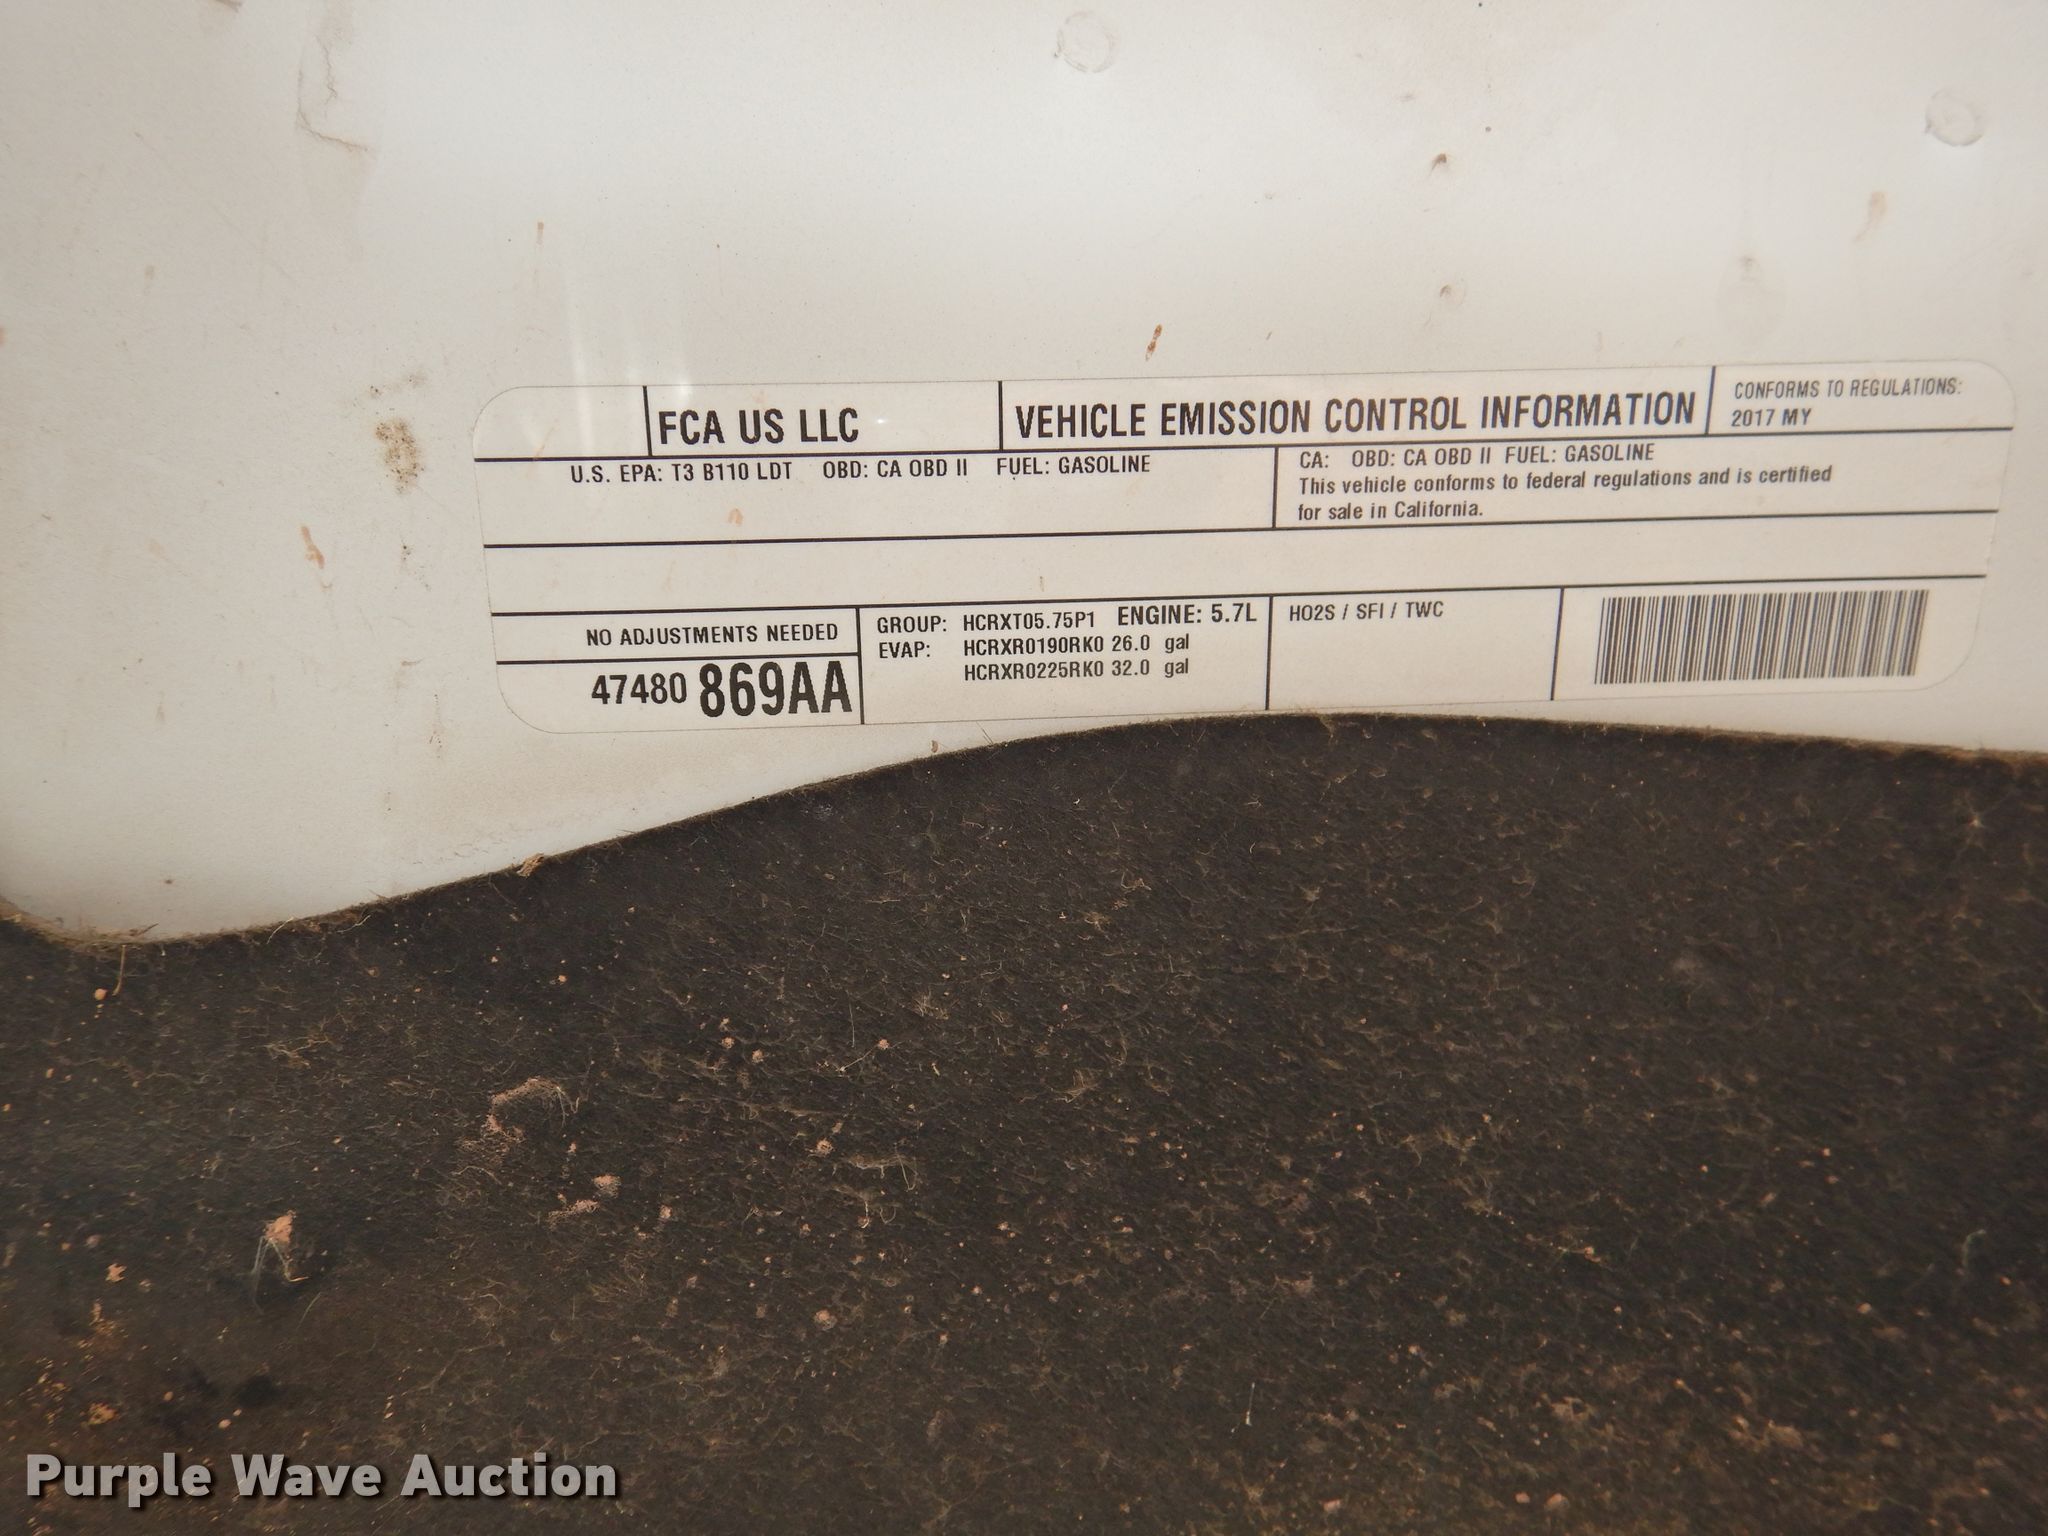 FCA US LLC
VEHICLE EMISSION CONTROL INFORMATION
CONFORMS TO REGULATIONS:
2017 MY
U.S. EPA: T3 B110 LDT OBD: CA OBD II FUEL: GASOLINE
CA: OBD: CA OBD II FUEL: GASOLINE
This vehicle conforms to federal regulations and is certified
for sale in California.
NO ADJUSTMENTS NEEDED
47480 869AA
GROUP: HCRXT05.75P1 ENGINE: 5.7L
EVAP: HCRXR0190RK0 26.0 gal
HCRXR0225RK0 32.0 gal
HO2S / SFI / TWC
Purple Wave Auction